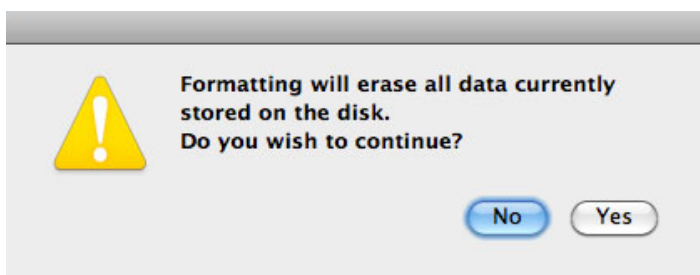 Formatting will erase all data currently
stored on the disk.
Do you wish to continue?
No Yes